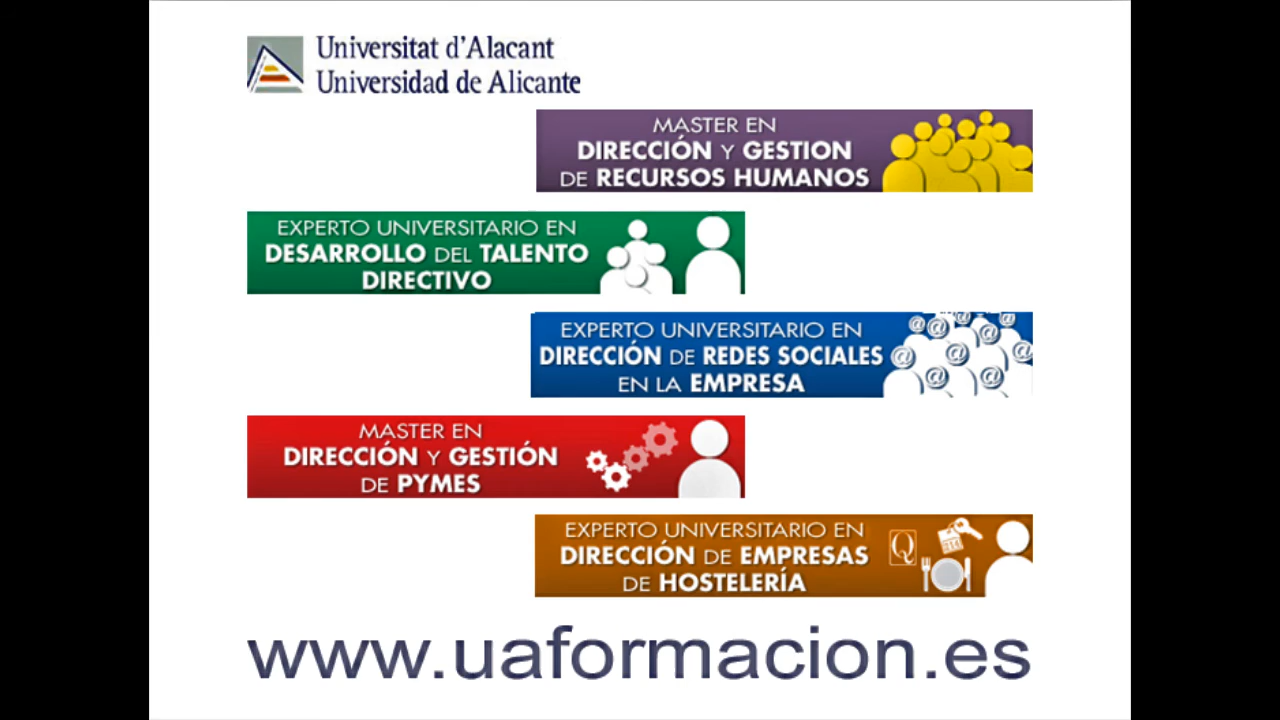 Universitat d'Alacant
Universidad de Alicante
MASTER EN
DIRECCIÓN Y GESTION
DE RECURSOS HUMANOS
EXPERTO UNIVERSITARIO EN
DESARROLLO DEL TALENTO
DIRECTIVO
EXPERTO UNIVERSITARIO EN
DIRECCIÓN DE REDES SOCIALES
EN LA EMPRESA
@ @ @ @ @ @ @ @ @ @
MASTER EN
DIRECCIÓN Y GESTIÓN
DE PYMES
EXPERTO UNIVERSITARIO EN
DIRECCIÓN DE EMPRESAS
DE HOSTELERÍA
Q
www.uaformacion.es